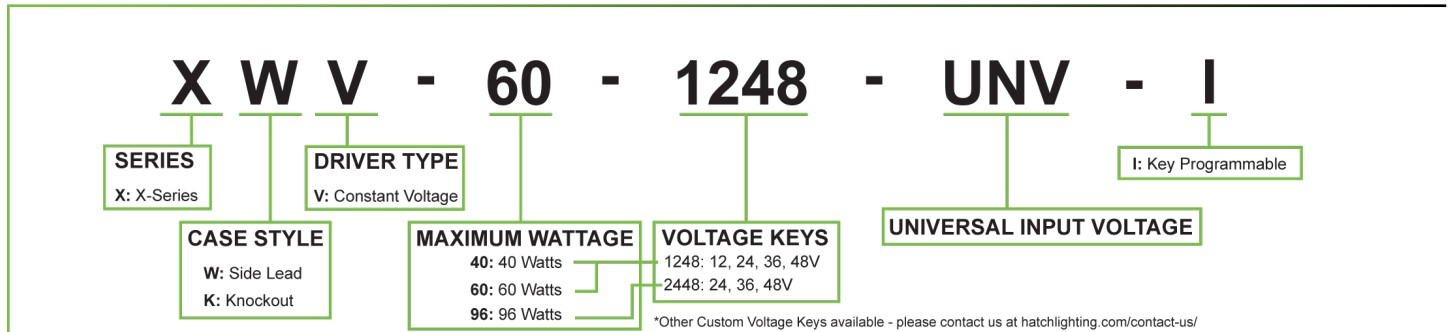 XWV - 60 - 1248 - UNV - I
SERIES
X: X-Series
DRIVER TYPE
V: Constant Voltage
I: Key Programmable
CASE STYLE
W: Side Lead
K: Knockout
MAXIMUM WATTAGE
40: 40 Watts
60: 60 Watts
96: 96 Watts
VOLTAGE KEYS
1248: 12, 24, 36, 48V
2448: 24, 36, 48V
UNIVERSAL INPUT VOLTAGE
*Other Custom Voltage Keys available - please contact us at hatchlighting.com/contact-us/